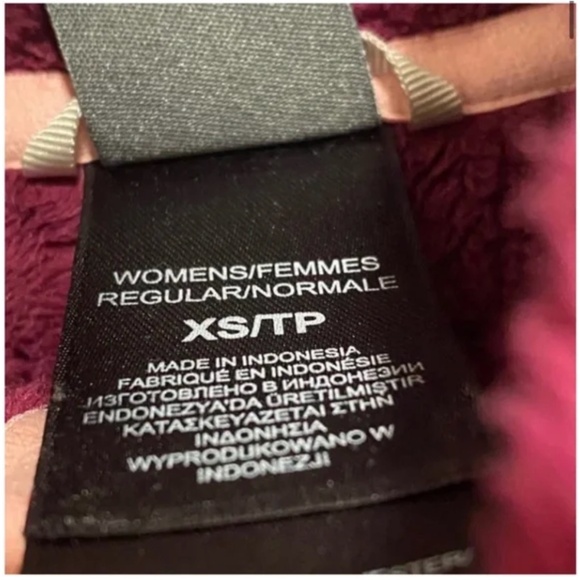 WOMENS/FEMMES
REGULAR/NORMALE
XS/TP
MADE IN INDONESIA
FABRIQUÉ EN INDONÉSIE
ИЗГОТОВЛЕНО В ИНДОНЕЗИИ
ENDONEZYA'DA ÜRETİLMİŞTİR
ΚΑΤΑΣΚΕΥΑΖΕΤΑΙ ΣΤΗΝ
ΙΝΔΟΝΗΣΙΑ
WYPRODUKOWANO W
INDONEZJI